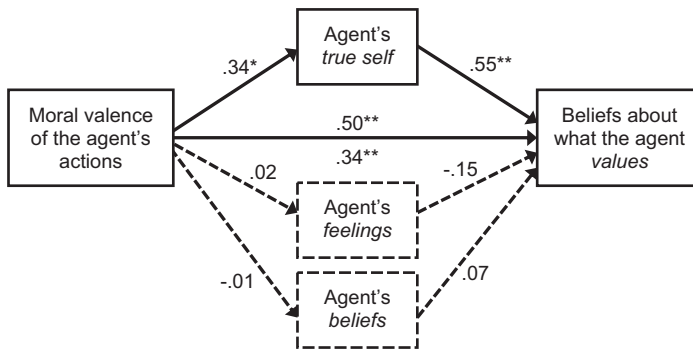 Agent's
true self
.34*
.55**
Moral valence
of the agent's
actions
.50**
.34**
Beliefs about
what the agent
values
.02
-.15
Agent's
feelings
-.01
.07
Agent's
beliefs